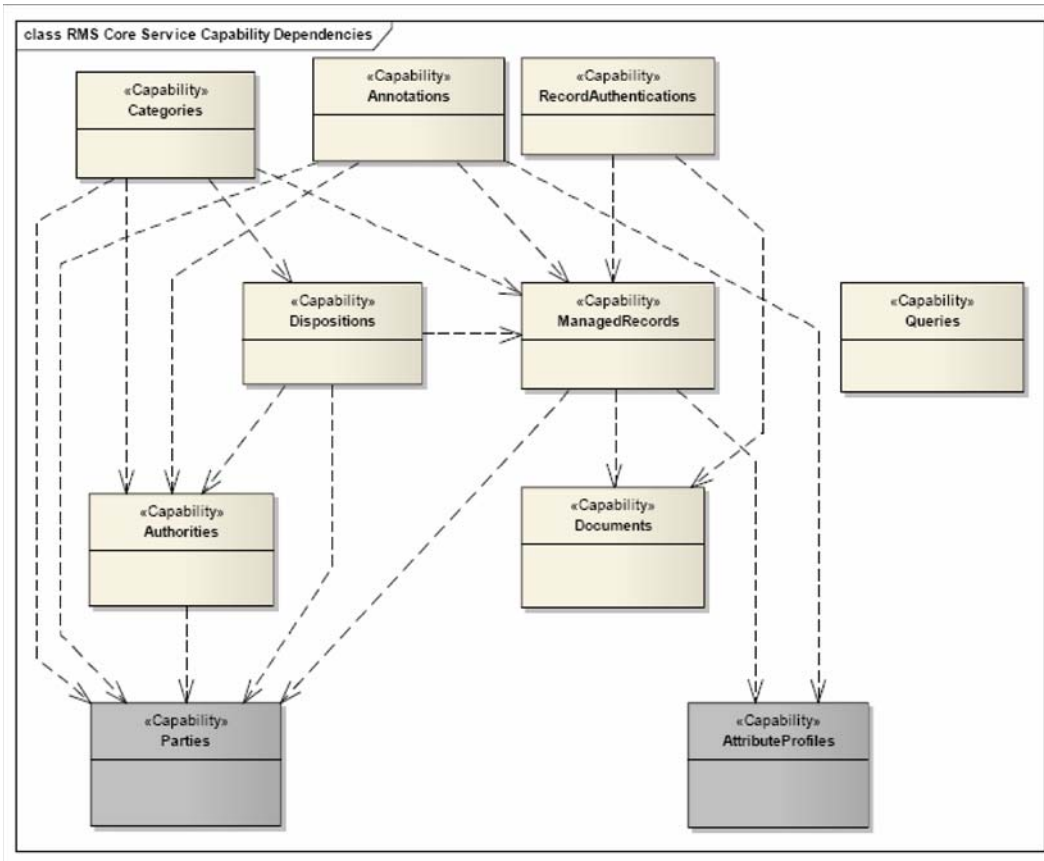 class RMS Core Service Capability Dependencies
«Capability»
Categories
«Capability»
Annotations
«Capability»
RecordAuthentications
«Capability»
Dispositions
«Capability»
ManagedRecords
«Capability»
Queries
«Capability»
Authorities
«Capability»
Documents
«Capability»
Parties
«Capability»
AttributeProfiles